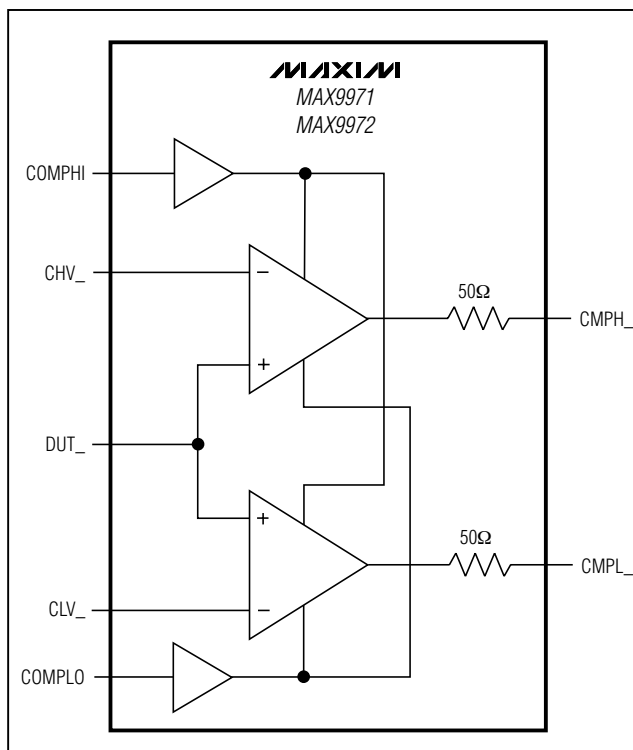 MAXIM
MAX9971
MAX9972
COMPHI
CHV_
−
50Ω
CMPH_
+
DUT_
+
50Ω
CMPL_
CLV_
−
COMPLO